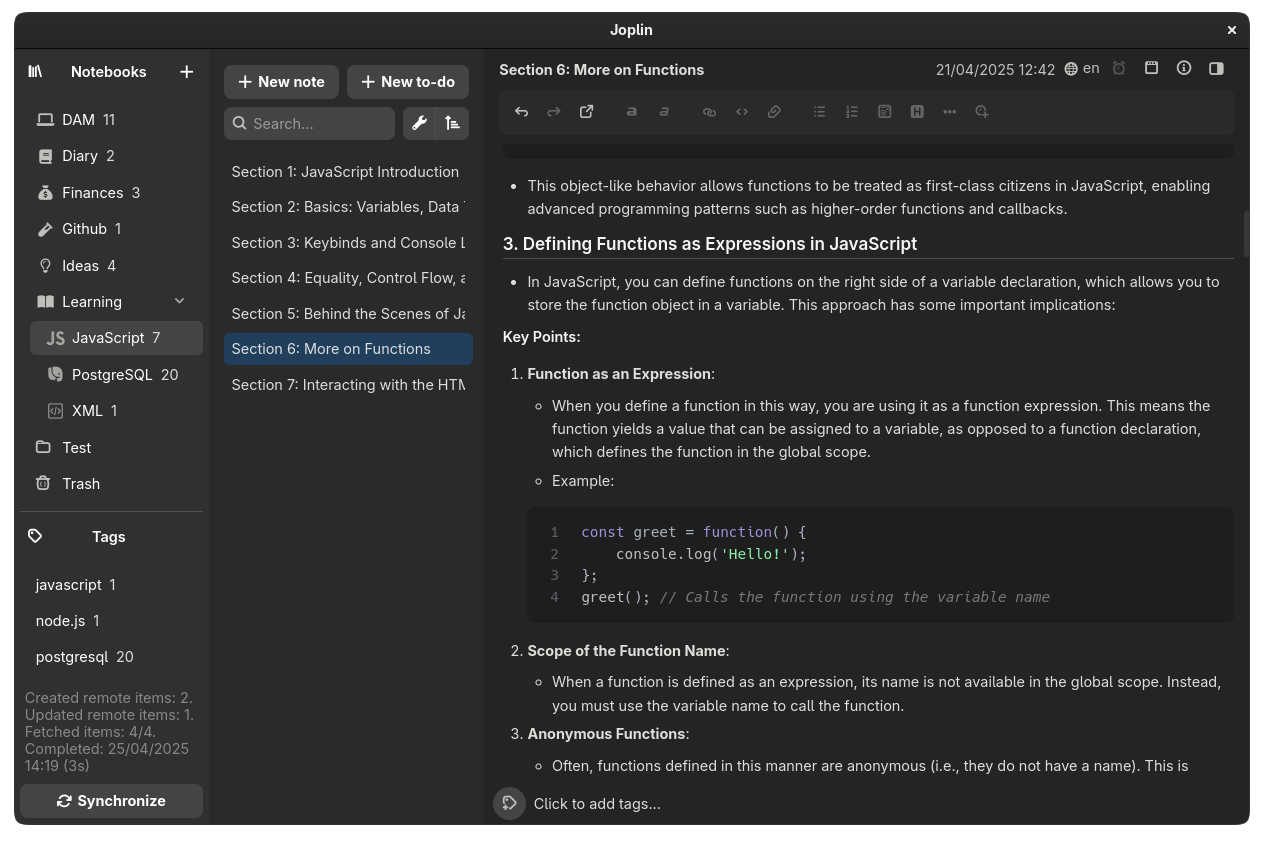 Joplin
Notebooks
DAM 11
Diary 2
Finances 3
Github 1
Ideas 4
Learning
JavaScript 7
PostgreSQL 20
XML 1
Test
Trash
Tags
javascript 1
node.js 1
postgresql 20
Created remote items: 2.
Updated remote items: 1.
Fetched items: 4/4.
Completed: 25/04/2025
14:19 (3s)
Synchronize
New note
New to-do
Search...
Section 1: JavaScript Introduction
Section 2: Basics: Variables, Data
Section 3: Keybinds and Console
Section 4: Equality, Control Flow,
Section 5: Behind the Scenes of
Section 6: More on Functions
Section 7: Interacting with the
Section 6: More on Functions
21/04/2025 12:42 en
• This object-like behavior allows functions to be treated as first-class citizens in JavaScript, enabling
advanced programming patterns such as higher-order functions and callbacks.
3. Defining Functions as Expressions in JavaScript
• In JavaScript, you can define functions on the right side of a variable declaration, which allows you to
store the function object in a variable. This approach has some important implications:
Key Points:
1. Function as an Expression:
◦ When you define a function in this way, you are using it as a function expression. This means the
function yields a value that can be assigned to a variable, as opposed to a function declaration,
which defines the function in the global scope.
◦ Example:
1 const greet = function() {
2 console.log('Hello!');
3 };
4 greet(); // Calls the function using the variable name
2. Scope of the Function Name:
◦ When a function is defined as an expression, its name is not available in the global scope. Instead,
you must use the variable name to call the function.
3. Anonymous Functions:
◦ Often, functions defined in this manner are anonymous (i.e., they do not have a name). This is
Click to add tags...